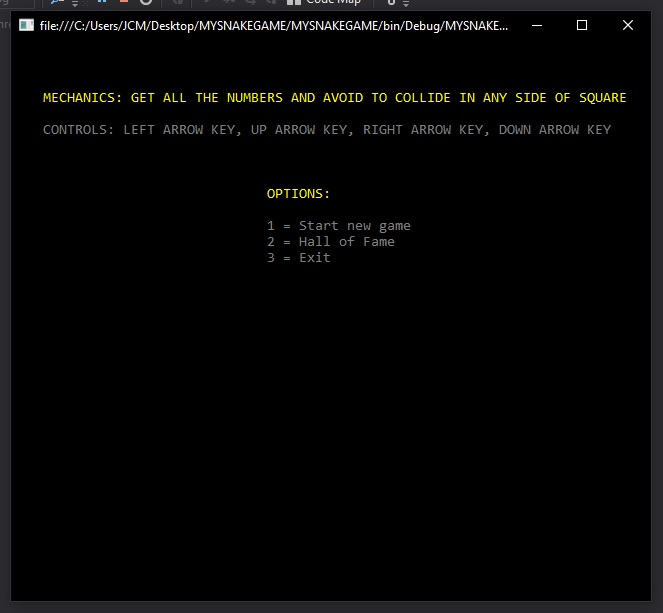 Code Map
file:///C:/Users/JCM/Desktop/MYSNAKEGAME/MYSNAKEGAME/bin/Debug/MYSNAKE...
MECHANICS: GET ALL THE NUMBERS AND AVOID TO COLLIDE IN ANY SIDE OF SQUARE
CONTROLS: LEFT ARROW KEY, UP ARROW KEY, RIGHT ARROW KEY, DOWN ARROW KEY
OPTIONS:
1 = Start new game
2 = Hall of Fame
3 = Exit